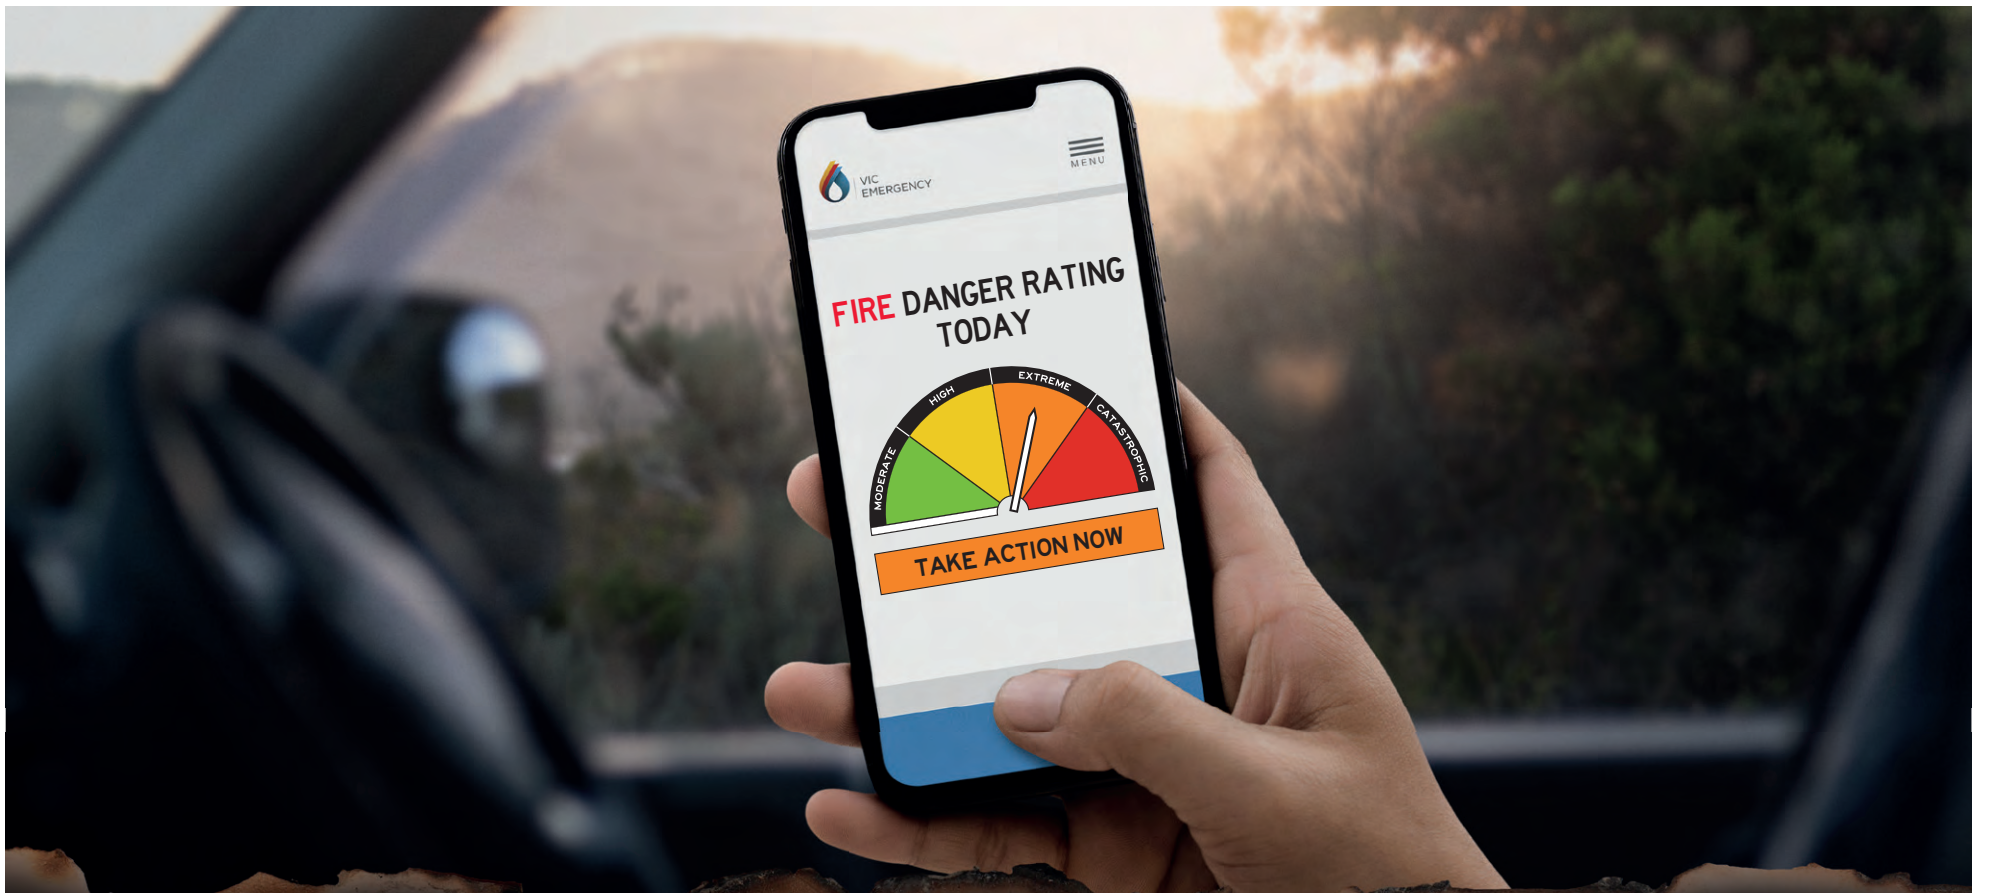 VIC
EMERGENCY
MENU
FIRE DANGER RATING
TODAY
MODERATE
HIGH
EXTREME
CATASTROPHIC
TAKE ACTION NOW